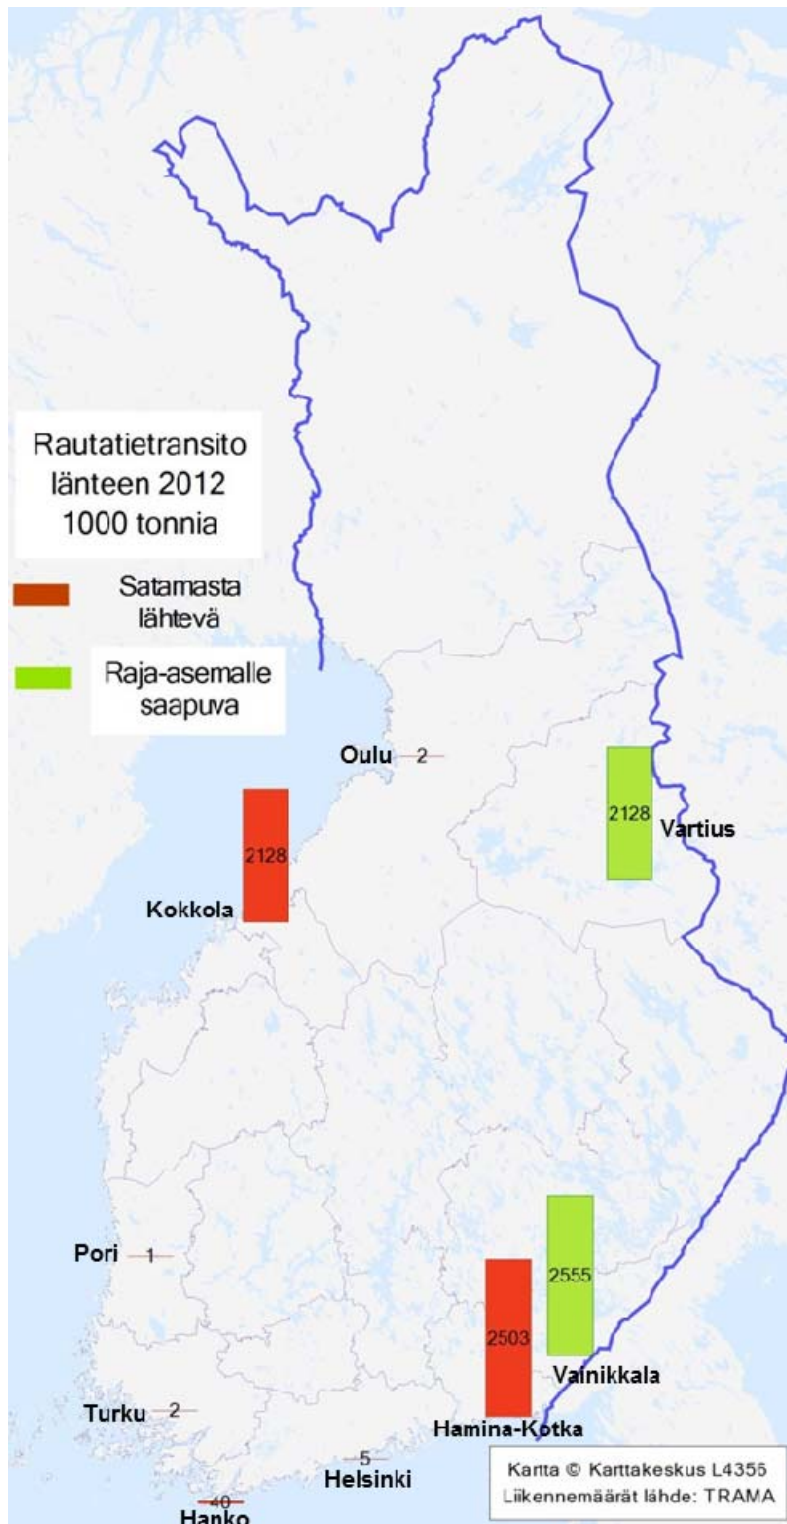 Rautatietransito
länteen 2012
1000 tonnia
Satamasta
lähtevä
Raja-asemalle
saapuva
Oulu
2
2128
Vartius
2128
Kokkola
Pori
1
2555
2503
Vainikkala
Turku
2
Hamina-Kotka
5
Helsinki
40
Hanko
Kartta © Karttakeskus L4356
Liikennemäärät lähde: TRAMA